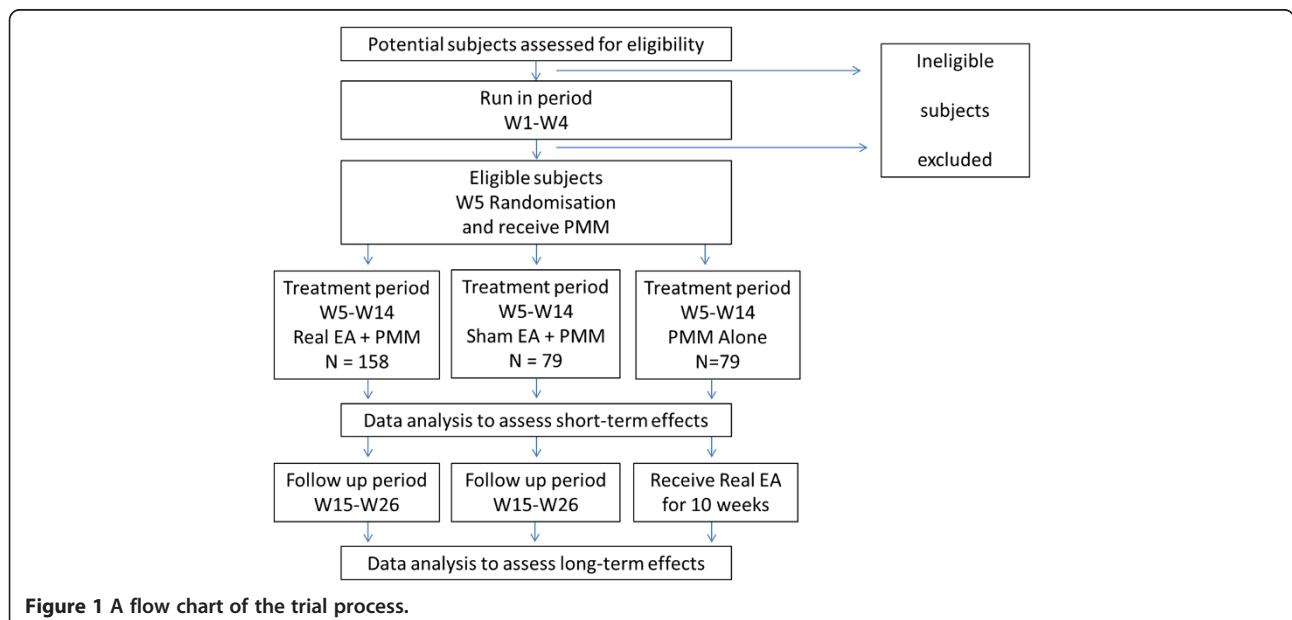 Potential subjects assessed for eligibility
Ineligible
subjects
excluded
Run in period
W1-W4
Eligible subjects
W5 Randomisation
and receive PMM
Treatment period
W5-W14
Real EA + PMM
N = 158
Treatment period
W5-W14
Sham EA + PMM
N = 79
Treatment period
W5-W14
PMM Alone
N=79
Data analysis to assess short-term effects
Follow up period
W15-W26
Follow up period
W15-W26
Receive Real EA
for 10 weeks
Data analysis to assess long-term effects
Figure 1 A flow chart of the trial process.